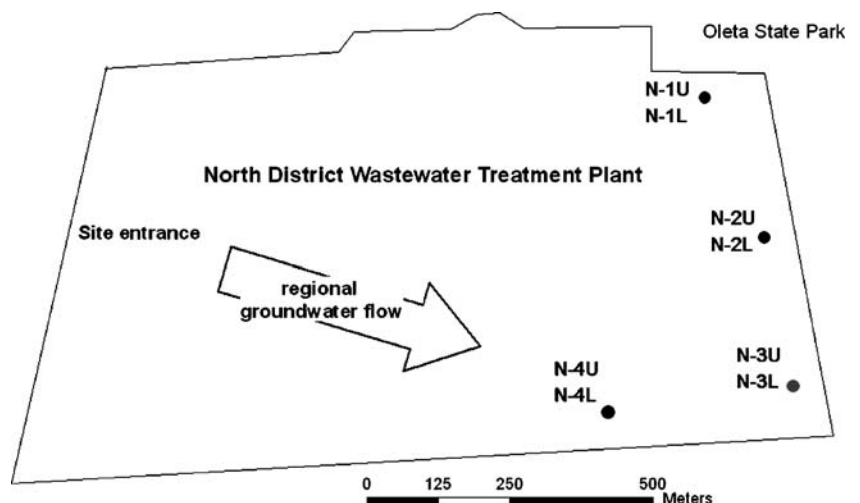 Oleta State Park
N-1U
N-1L
North District Wastewater Treatment Plant
N-2U
N-2L
Site entrance
regional
groundwater flow
N-3U
N-3L
N-4U
N-4L
0 125 250 500
Meters